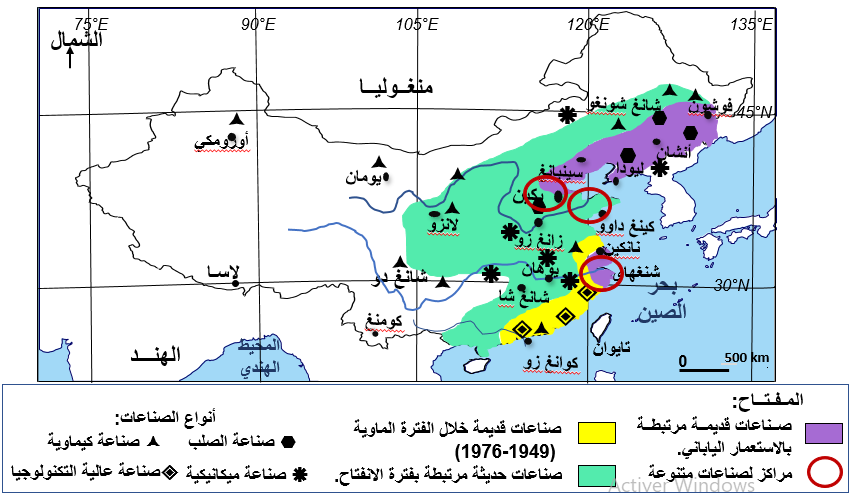 75°E 90°E 105°E 120°E 135°E
الشمال
منغوليا
45°N
فوشون
شانغ شونغو
أنشان
أورومكي
ليودا
سينيانغ
يومان
بكين
كينغ داوو
لانزو
زانغ زو
نانكين
شنغهاي
يوهان
شانغ دو
لاسا
بحر الصين
30°N
شانغ شا
كومنغ
تايوان
المحيط الهندي
الهند
كوانغ زو
0 500 km
المفتاح:
صناعات قديمة مرتبطة بالاستعمار الياباني.
مراكز لصناعات متنوعة
صناعات قديمة خلال الفترة الماوية (1949-1976)
صناعات حديثة مرتبطة بفترة الانفتاح.
أنواع الصناعات:
صناعة الصلب
صناعة كيماوية
صناعة ميكانيكية
صناعة عالية التكنولوجيا
Activer Windows